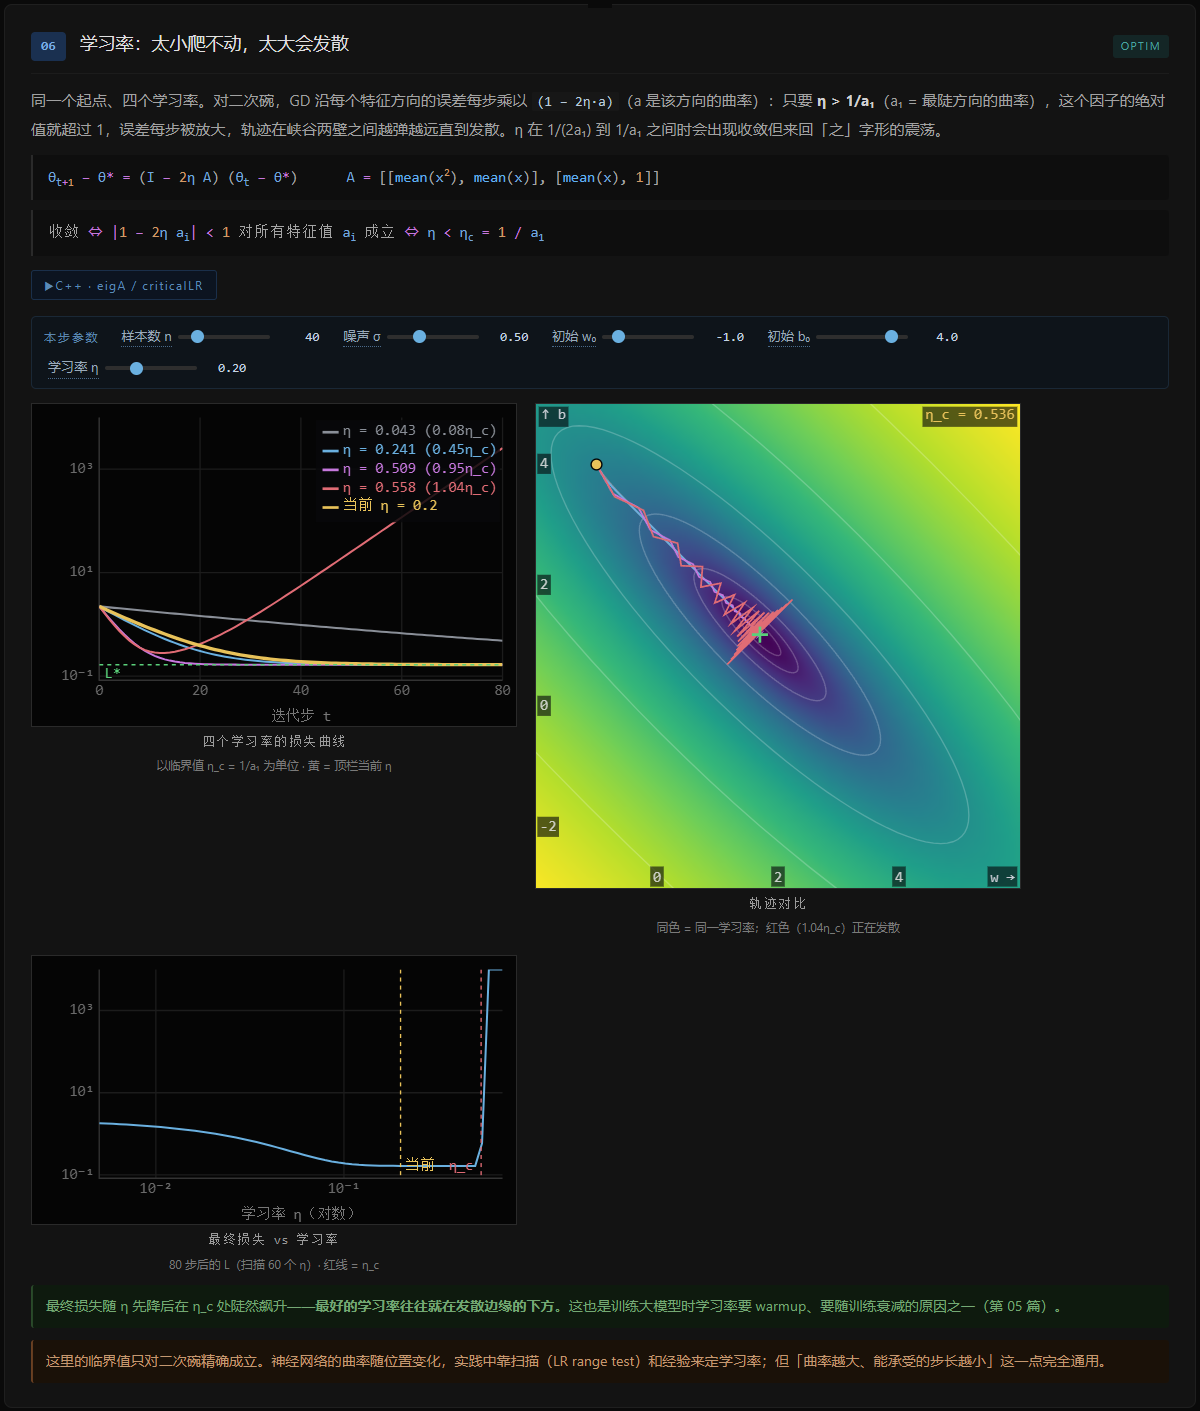 06 学习率：太小爬不动，太大会发散 OPTIM
同一个起点、四个学习率。对二次碗，GD 沿每个特征方向的误差每步乘以 (1 − 2η·a)（a 是该方向的曲率）：只要 η > 1/a₁（a₁ = 最陡方向的曲率），这个因子的绝对
值就超过 1，误差每步被放大，轨迹在峡谷两壁之间越弹越远直到发散。η 在 1/(2a₁) 到 1/a₁ 之间时会出现收敛但来回「之」字形的震荡。
θt+1 − θ* = (I − 2η A) (θt − θ*) A = [[mean(x²), mean(x)], [mean(x), 1]]
收敛 ⇔ |1 − 2η ai| < 1 对所有特征值 ai 成立 ⇔ η < ηc = 1 / a₁
▶C++ · eigA / criticalLR
本步参数 样本数 n 40 噪声 σ 0.50 初始 w₀ -1.0 初始 b₀ 4.0
学习率 η 0.20
η = 0.043 (0.08η_c)
η = 0.241 (0.45η_c)
η = 0.509 (0.95η_c)
η = 0.558 (1.04η_c)
当前 η = 0.2
10³
10¹
10⁻¹
L*
0 20 40 60 80
迭代步 t
四个学习率的损失曲线
以临界值 η_c = 1/a₁ 为单位 · 黄 = 顶栏当前 η
↑ b
η_c = 0.536
4
2
0
-2
0 2 4 w →
轨迹对比
同色 = 同一学习率；红色（1.04η_c）正在发散
10³
10¹
10⁻¹
当前 η_c
10⁻² 10⁻¹
学习率 η（对数）
最终损失 vs 学习率
80 步后的 L（扫描 60 个 η）· 红线 = η_c
最终损失随 η 先降后在 η_c 处陡然飙升——最好的学习率往往就在发散边缘的下方。这也是训练大模型时学习率要 warmup、要随训练衰减的原因之一（第 05 篇）。
这里的临界值只对二次碗精确成立。神经网络的曲率随位置变化，实践中靠扫描（LR range test）和经验来定学习率；但「曲率越大、能承受的步长越小」这一点完全通用。